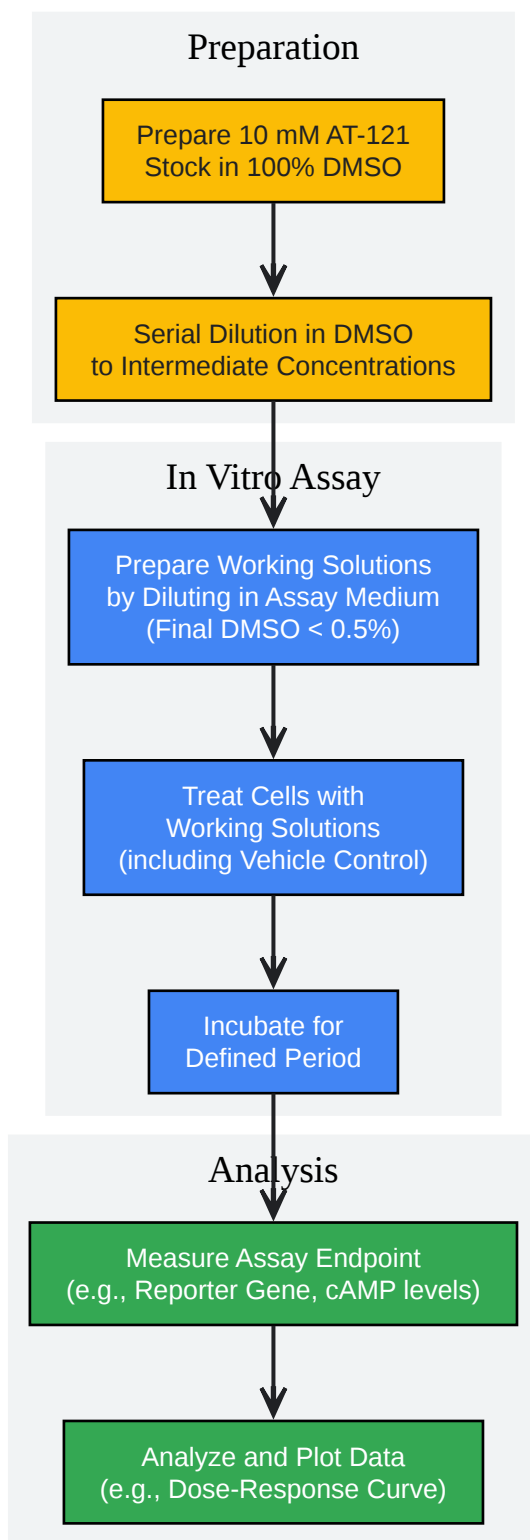 Preparation
Prepare 10 mM AT-121
Stock in 100% DMSO
Serial Dilution in DMSO
to Intermediate Concentrations
In Vitro Assay
Prepare Working Solutions
by Diluting in Assay Medium
(Final DMSO < 0.5%)
Treat Cells with
Working Solutions
(including Vehicle Control)
Incubate for
Defined Period
Analysis
Measure Assay Endpoint
(e.g., Reporter Gene, cAMP levels)
Analyze and Plot Data
(e.g., Dose-Response Curve)